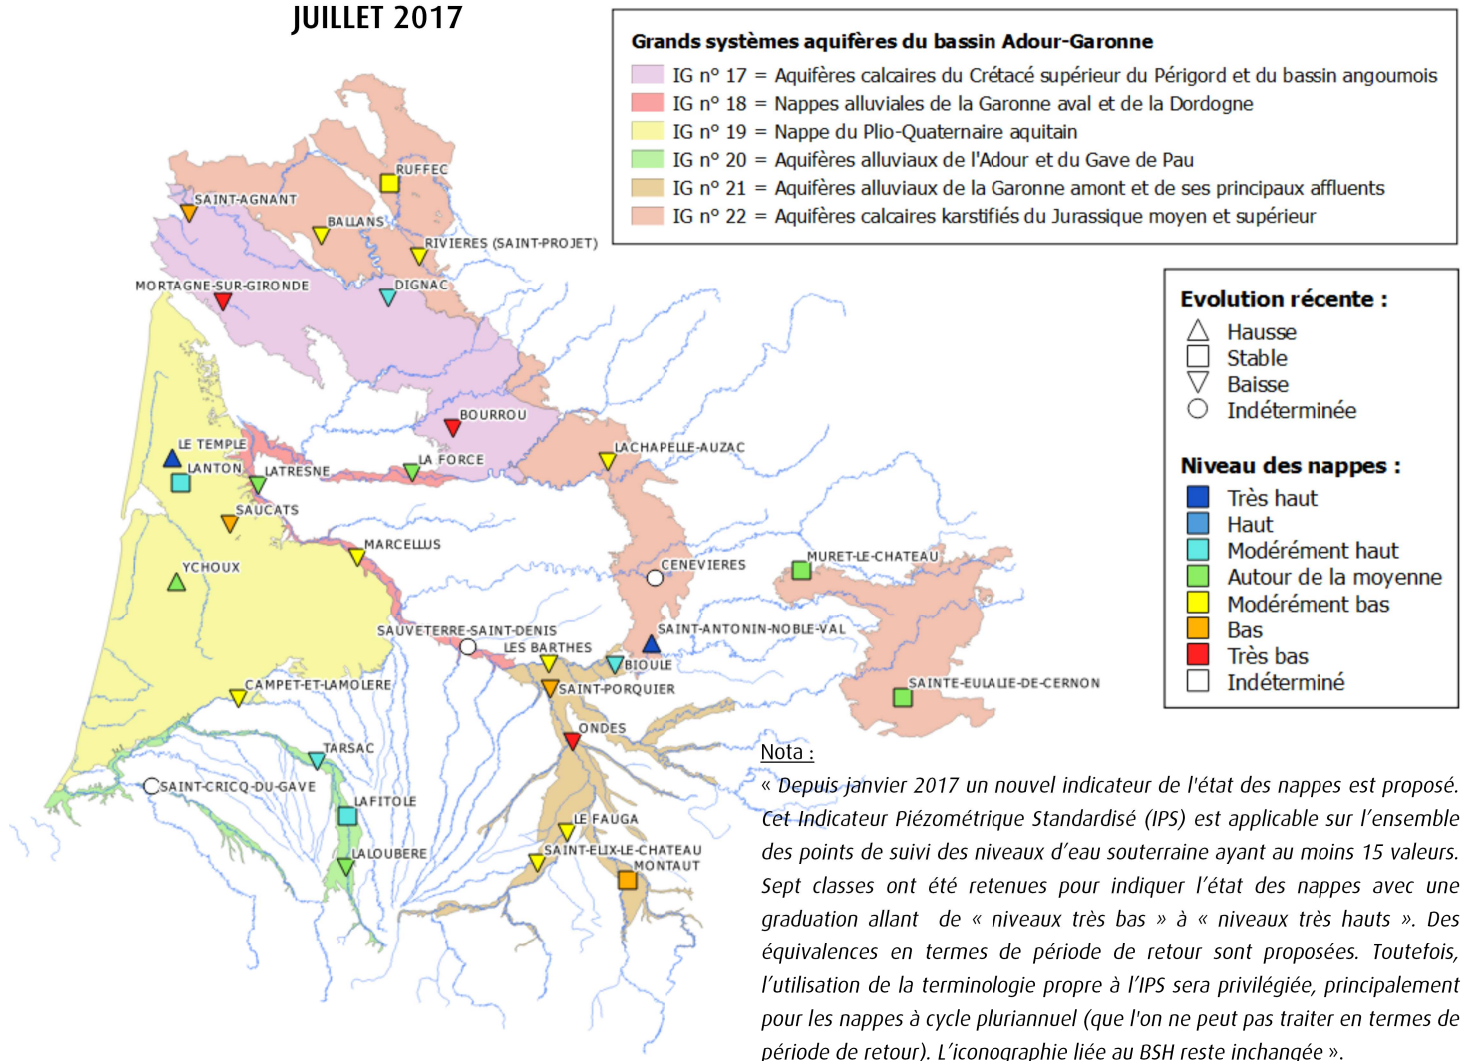 JUILLET 2017
Grands systèmes aquifères du bassin Adour-Garonne
IG n° 17 = Aquifères calcaires du Crétacé supérieur du Périgord et du bassin angoumois
IG n° 18 = Nappes alluviales de la Garonne aval et de la Dordogne
IG n° 19 = Nappe du Plio-Quaternaire aquitain
IG n° 20 = Aquifères alluviaux de l'Adour et du Gave de Pau
IG n° 21 = Aquifères alluviaux de la Garonne amont et de ses principaux affluents
IG n° 22 = Aquifères calcaires karstifiés du Jurassique moyen et supérieur
RUFFEC
SAINT-AGNANT
BALLANS
RIVIERES (SAINT-PROJET)
MORTAGNE-SUR-GIRONDE
DIGNAC
BOURROU
LE TEMPLE
LANTON
LATRESNE
LA FORCE
LACHAPELLE-AUZAC
SAUCATS
MARCELLUS
YCHOUX
CENEVIERES
MURET-LE-CHATEAU
SAUVETERRE-SAINT-DENIS
LES BARTHES
SAINT-ANTONIN-NOBLE-VAL
BIOULE
CAMPET-ET-LAMOLERE
SAINT-PORQUIER
SAINTE-EULALIE-DE-CERNON
ONDES
TARSAC
SAINT-CRICQ-DU-GAVE
LAFITOLE
LE FAUGA
LALOUBERE
SAINT-ELIX-LE-CHATEAU
MONTAUT
Evolution récente :
Hausse
Stable
Baisse
Indéterminée
Niveau des nappes :
Très haut
Haut
Modérément haut
Autour de la moyenne
Modérément bas
Bas
Très bas
Indéterminé
Nota :
« Depuis janvier 2017 un nouvel indicateur de l'état des nappes est proposé.
Cet Indicateur Piézométrique Standardisé (IPS) est applicable sur l'ensemble
des points de suivi des niveaux d'eau souterraine ayant au moins 15 valeurs.
Sept classes ont été retenues pour indiquer l'état des nappes avec une
graduation allant de « niveaux très bas » à « niveaux très hauts ». Des
équivalences en termes de période de retour sont proposées. Toutefois,
l'utilisation de la terminologie propre à l'IPS sera privilégiée, principalement
pour les nappes à cycle pluriannuel (que l'on ne peut pas traiter en termes de
période de retour). L'iconographie liée au BSH reste inchangée ».